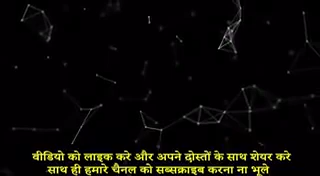 वीडियो को लाइक करे और अपने दोस्तों के साथ शेयर करे
साथ ही हमारे चैनल को सब्सक्राइब करना ना भूले